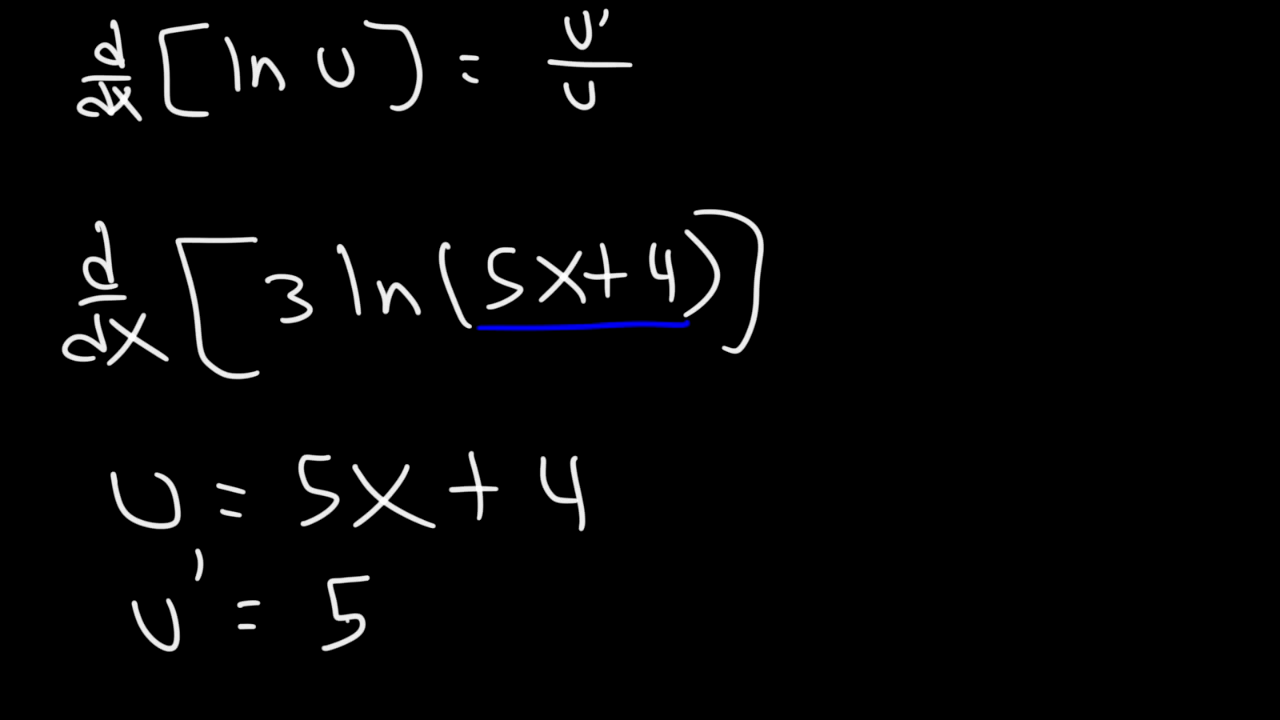 d/dx [ln u] = u'/u
d/dx [3 ln(5x+4)]
u = 5x + 4
u' = 5